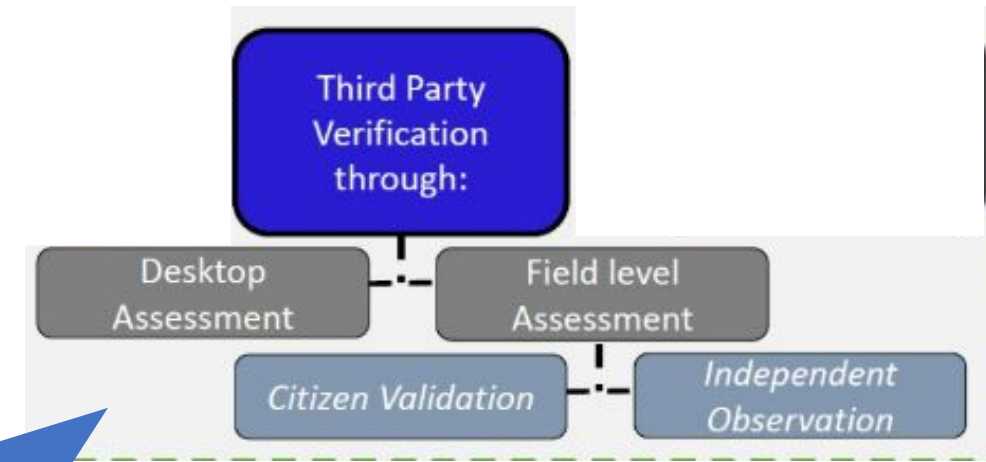 Third Party
Verification
through:
Desktop
Assessment
Field level
Assessment
Citizen Validation
Independent
Observation